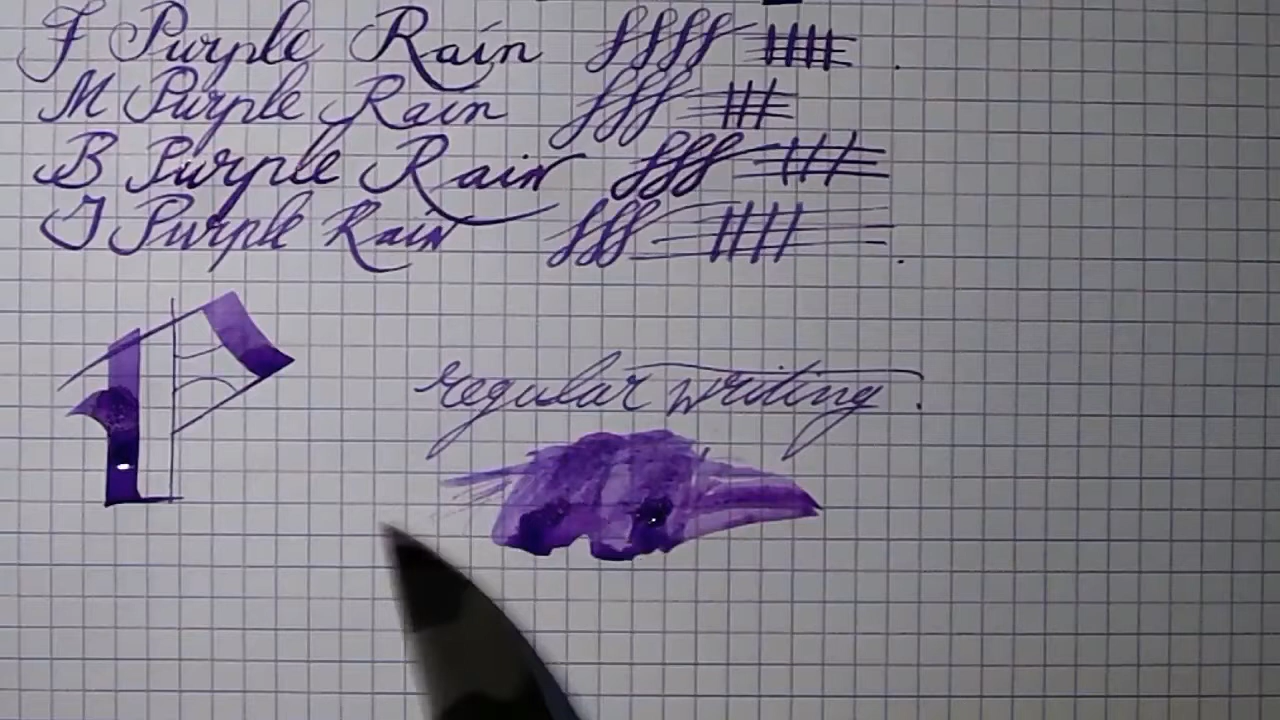 F Purple Rain
M Purple Rain
B Purple Rain
I Purple Rain
P
regular writing.